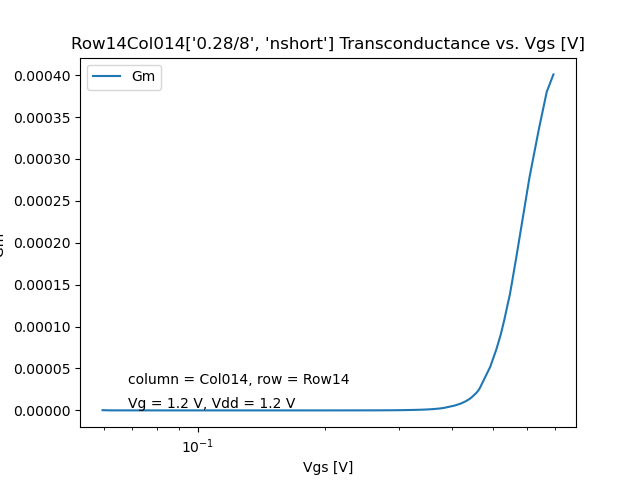 Row14Col014['0.28/8', 'nshort'] Transconductance vs. Vgs [V]
Gm
0.00040
0.00035
0.00030
0.00025
0.00020
0.00015
0.00010
0.00005
0.00000
column = Col014, row = Row14
Vg = 1.2 V, Vdd = 1.2 V
10⁻¹
Vgs [V]